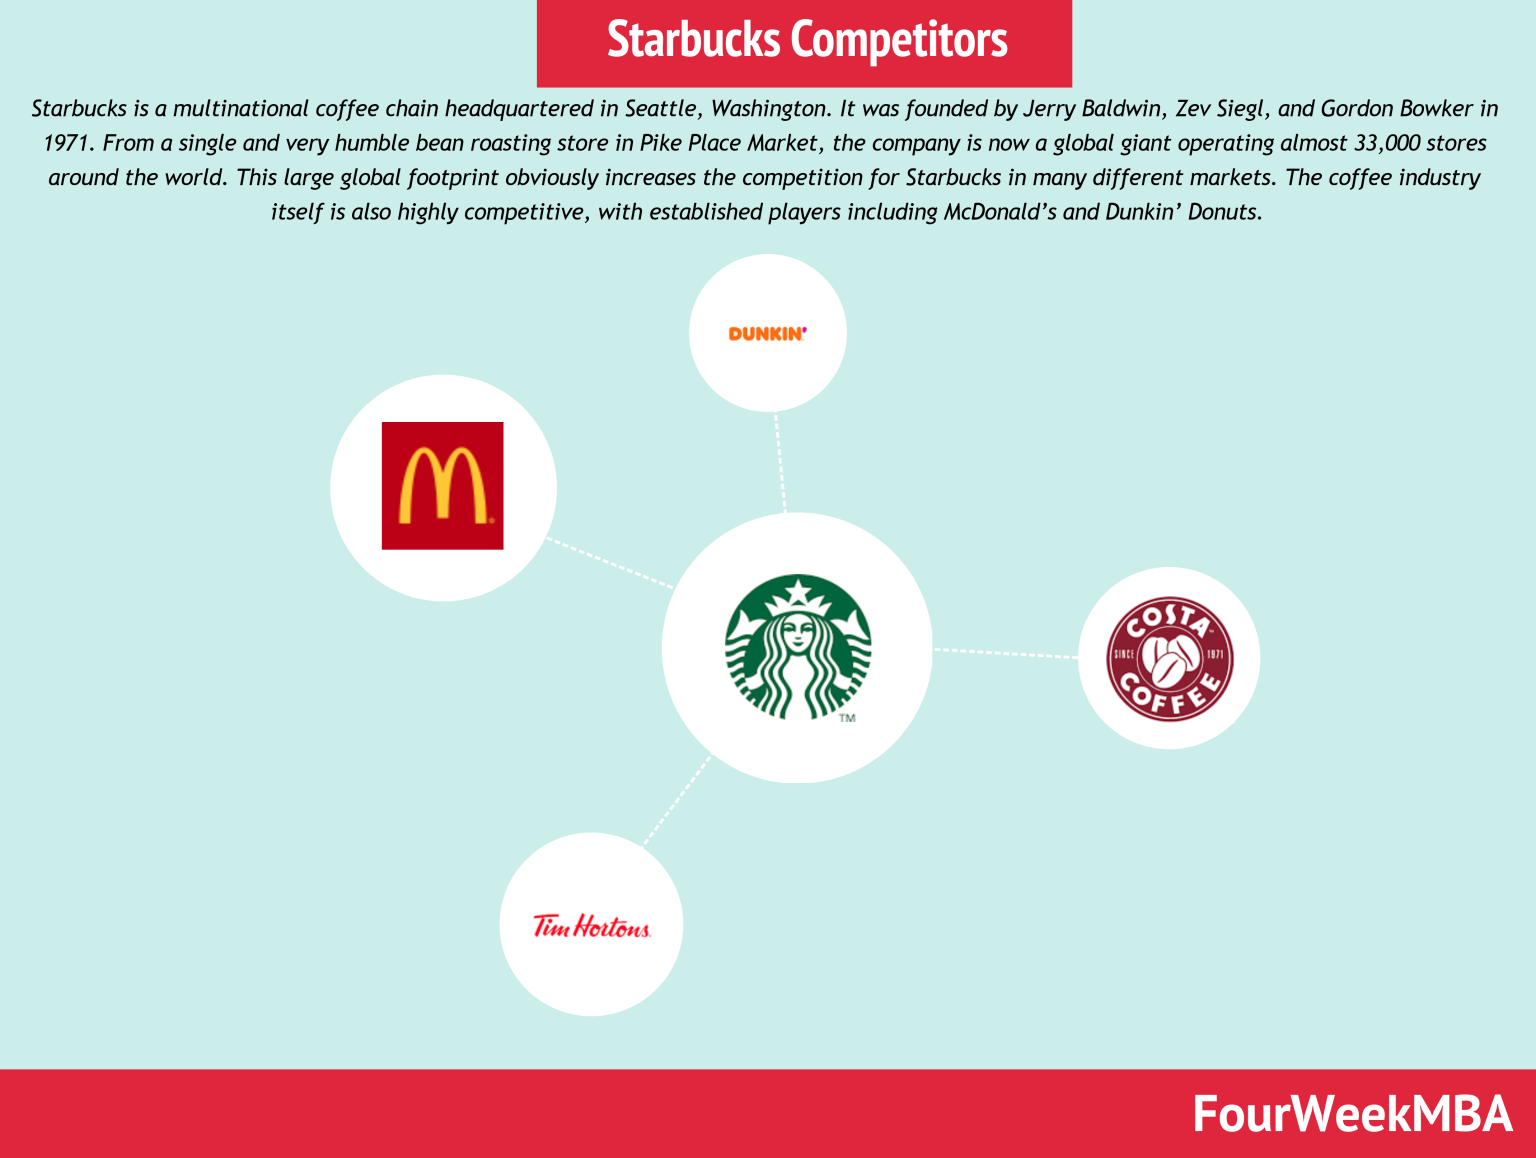 Starbucks Competitors
Starbucks is a multinational coffee chain headquartered in Seattle, Washington. It was founded by Jerry Baldwin, Zev Siegl, and Gordon Bowker in
1971. From a single and very humble bean roasting store in Pike Place Market, the company is now a global giant operating almost 33,000 stores
around the world. This large global footprint obviously increases the competition for Starbucks in many different markets. The coffee industry
itself is also highly competitive, with established players including McDonald’s and Dunkin’ Donuts.
DUNKIN'
COSTA
SINCE 1971
COFFEE
TM
Tim Hortons
FourWeekMBA